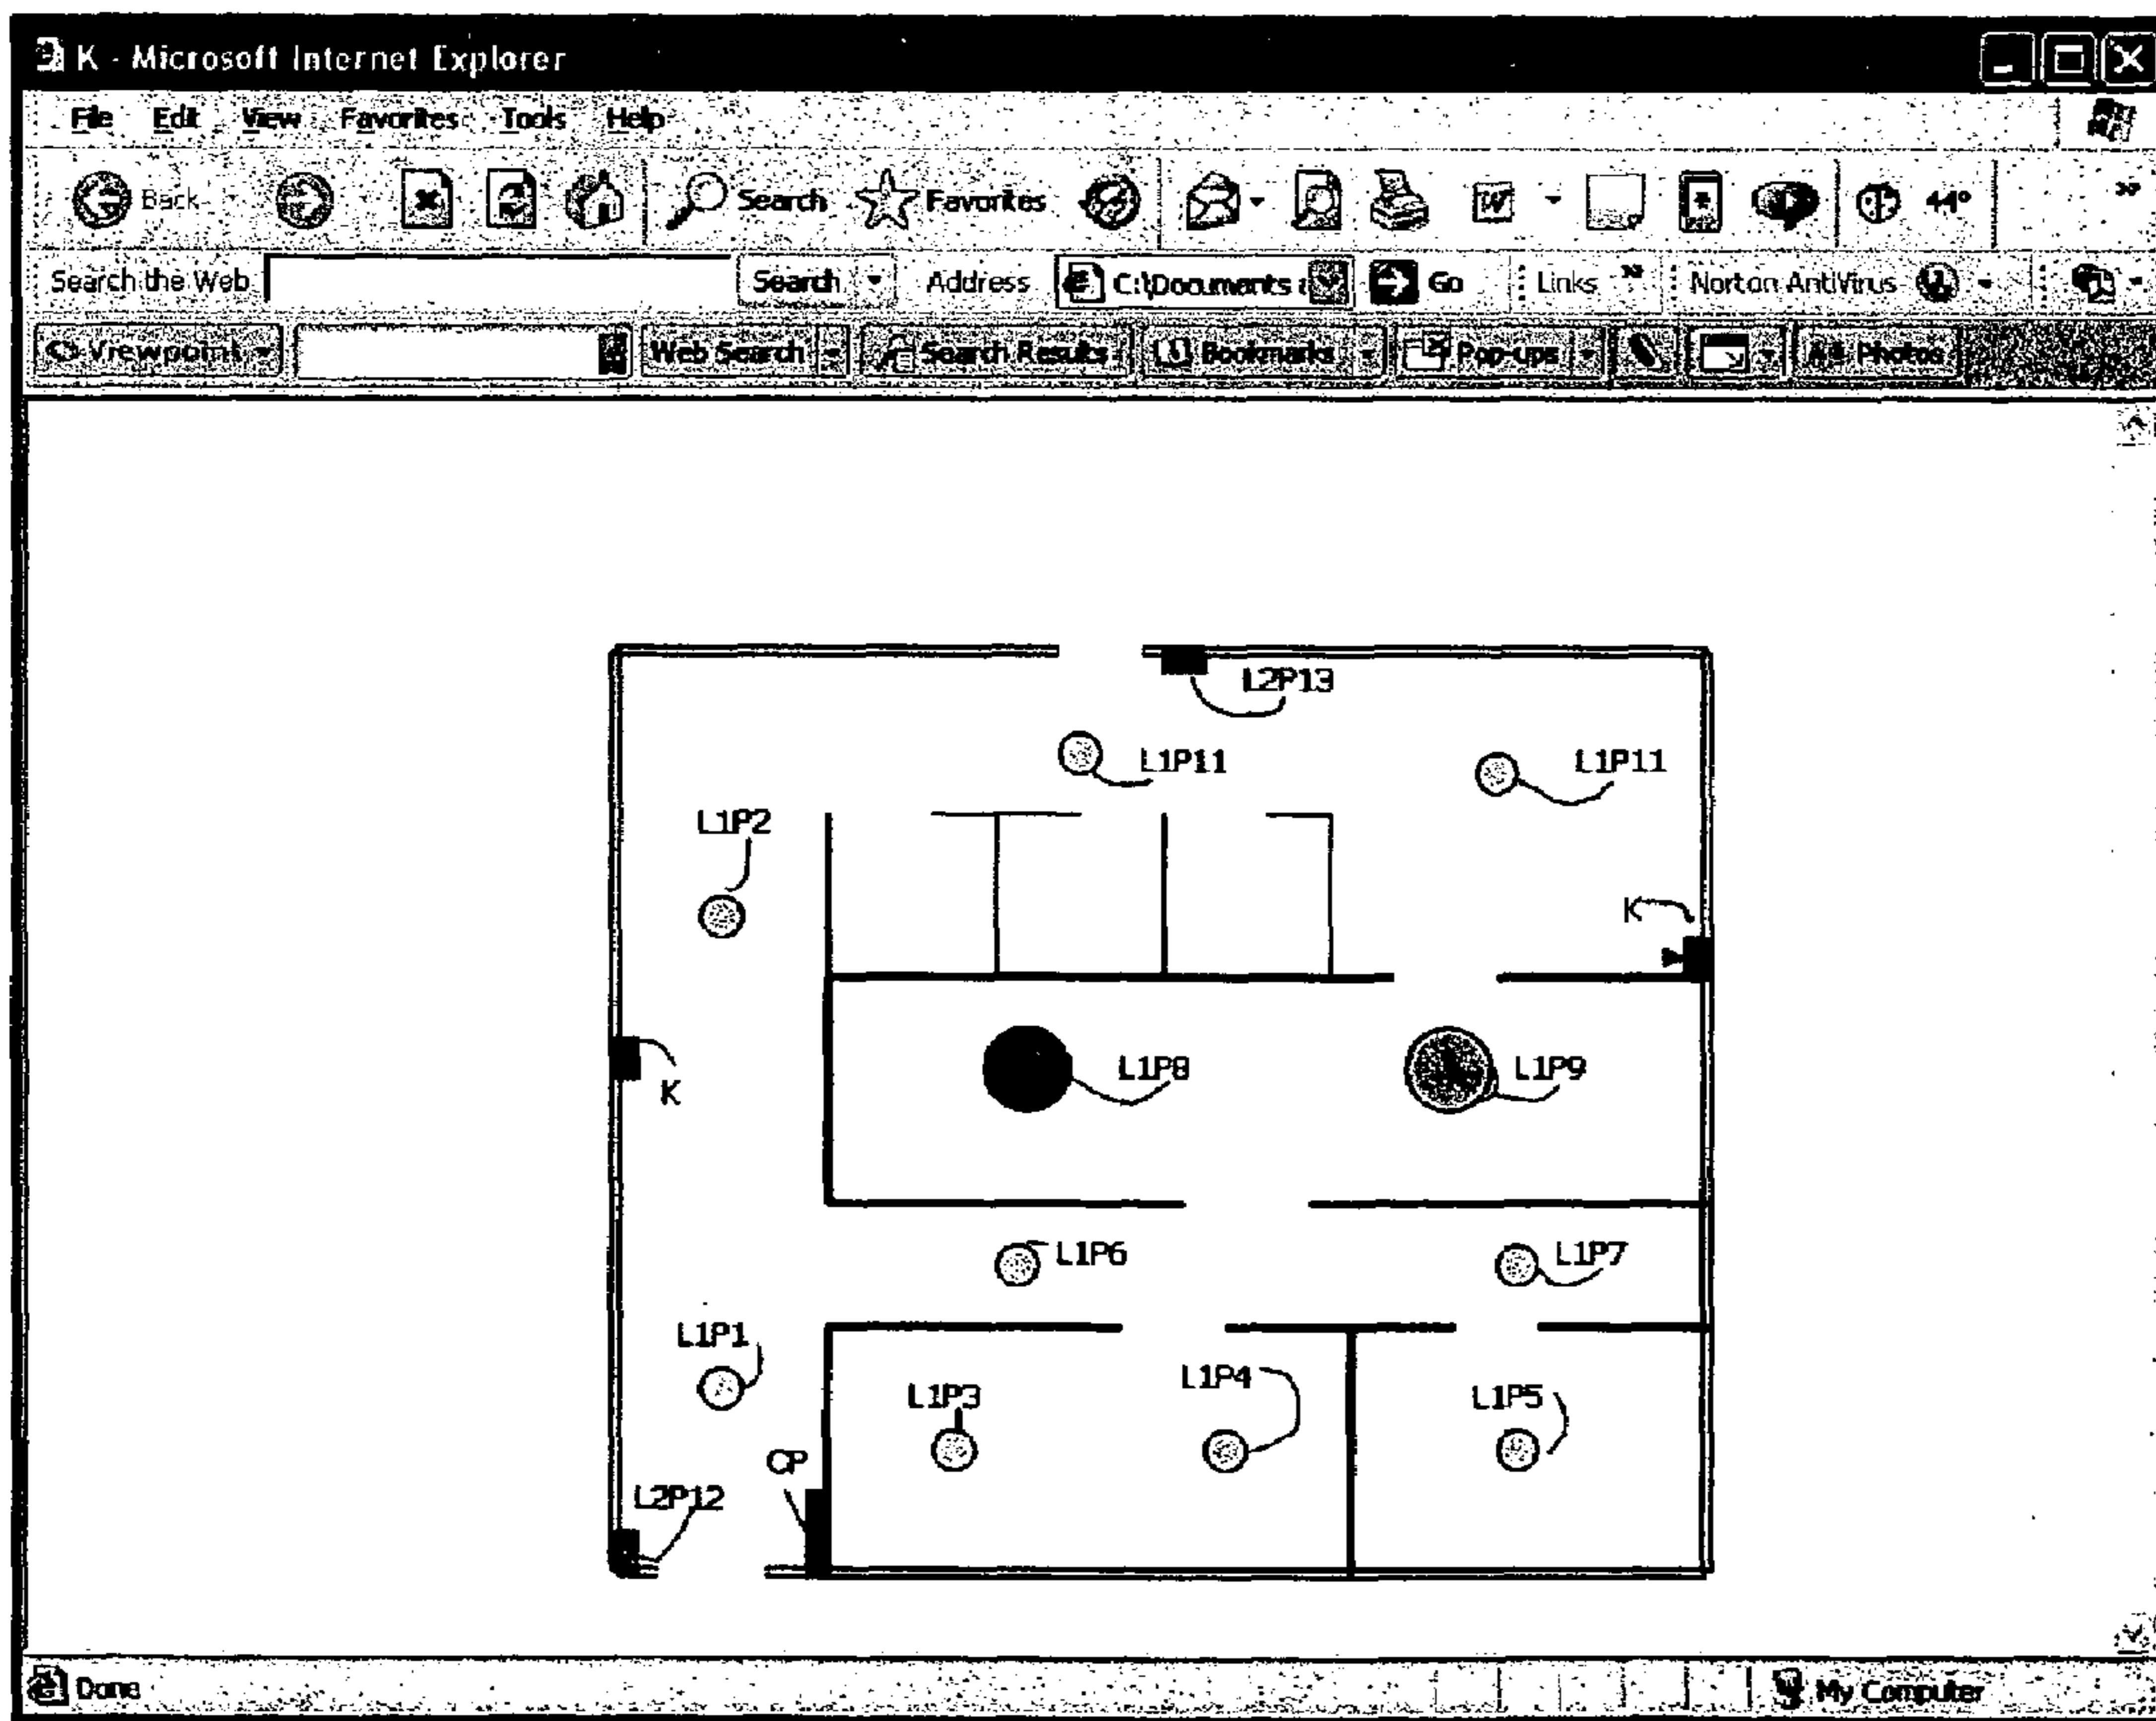 K - Microsoft Internet Explorer
File Edit View Favorites Tools Help
Back Search Favorites W 44°
Search the Web Search Address C:\Documents Go Links Norton AntiVirus
Viewpoint Web Search Search Results Bookmarks Pop-ups Photos
L2P13
L1P11 L1P11
L1P2
K
L1P8 L1P9
K
L1P6 L1P7
L1P1
L1P4
L1P3 L1P5
CP
L2P12
Done My Computer